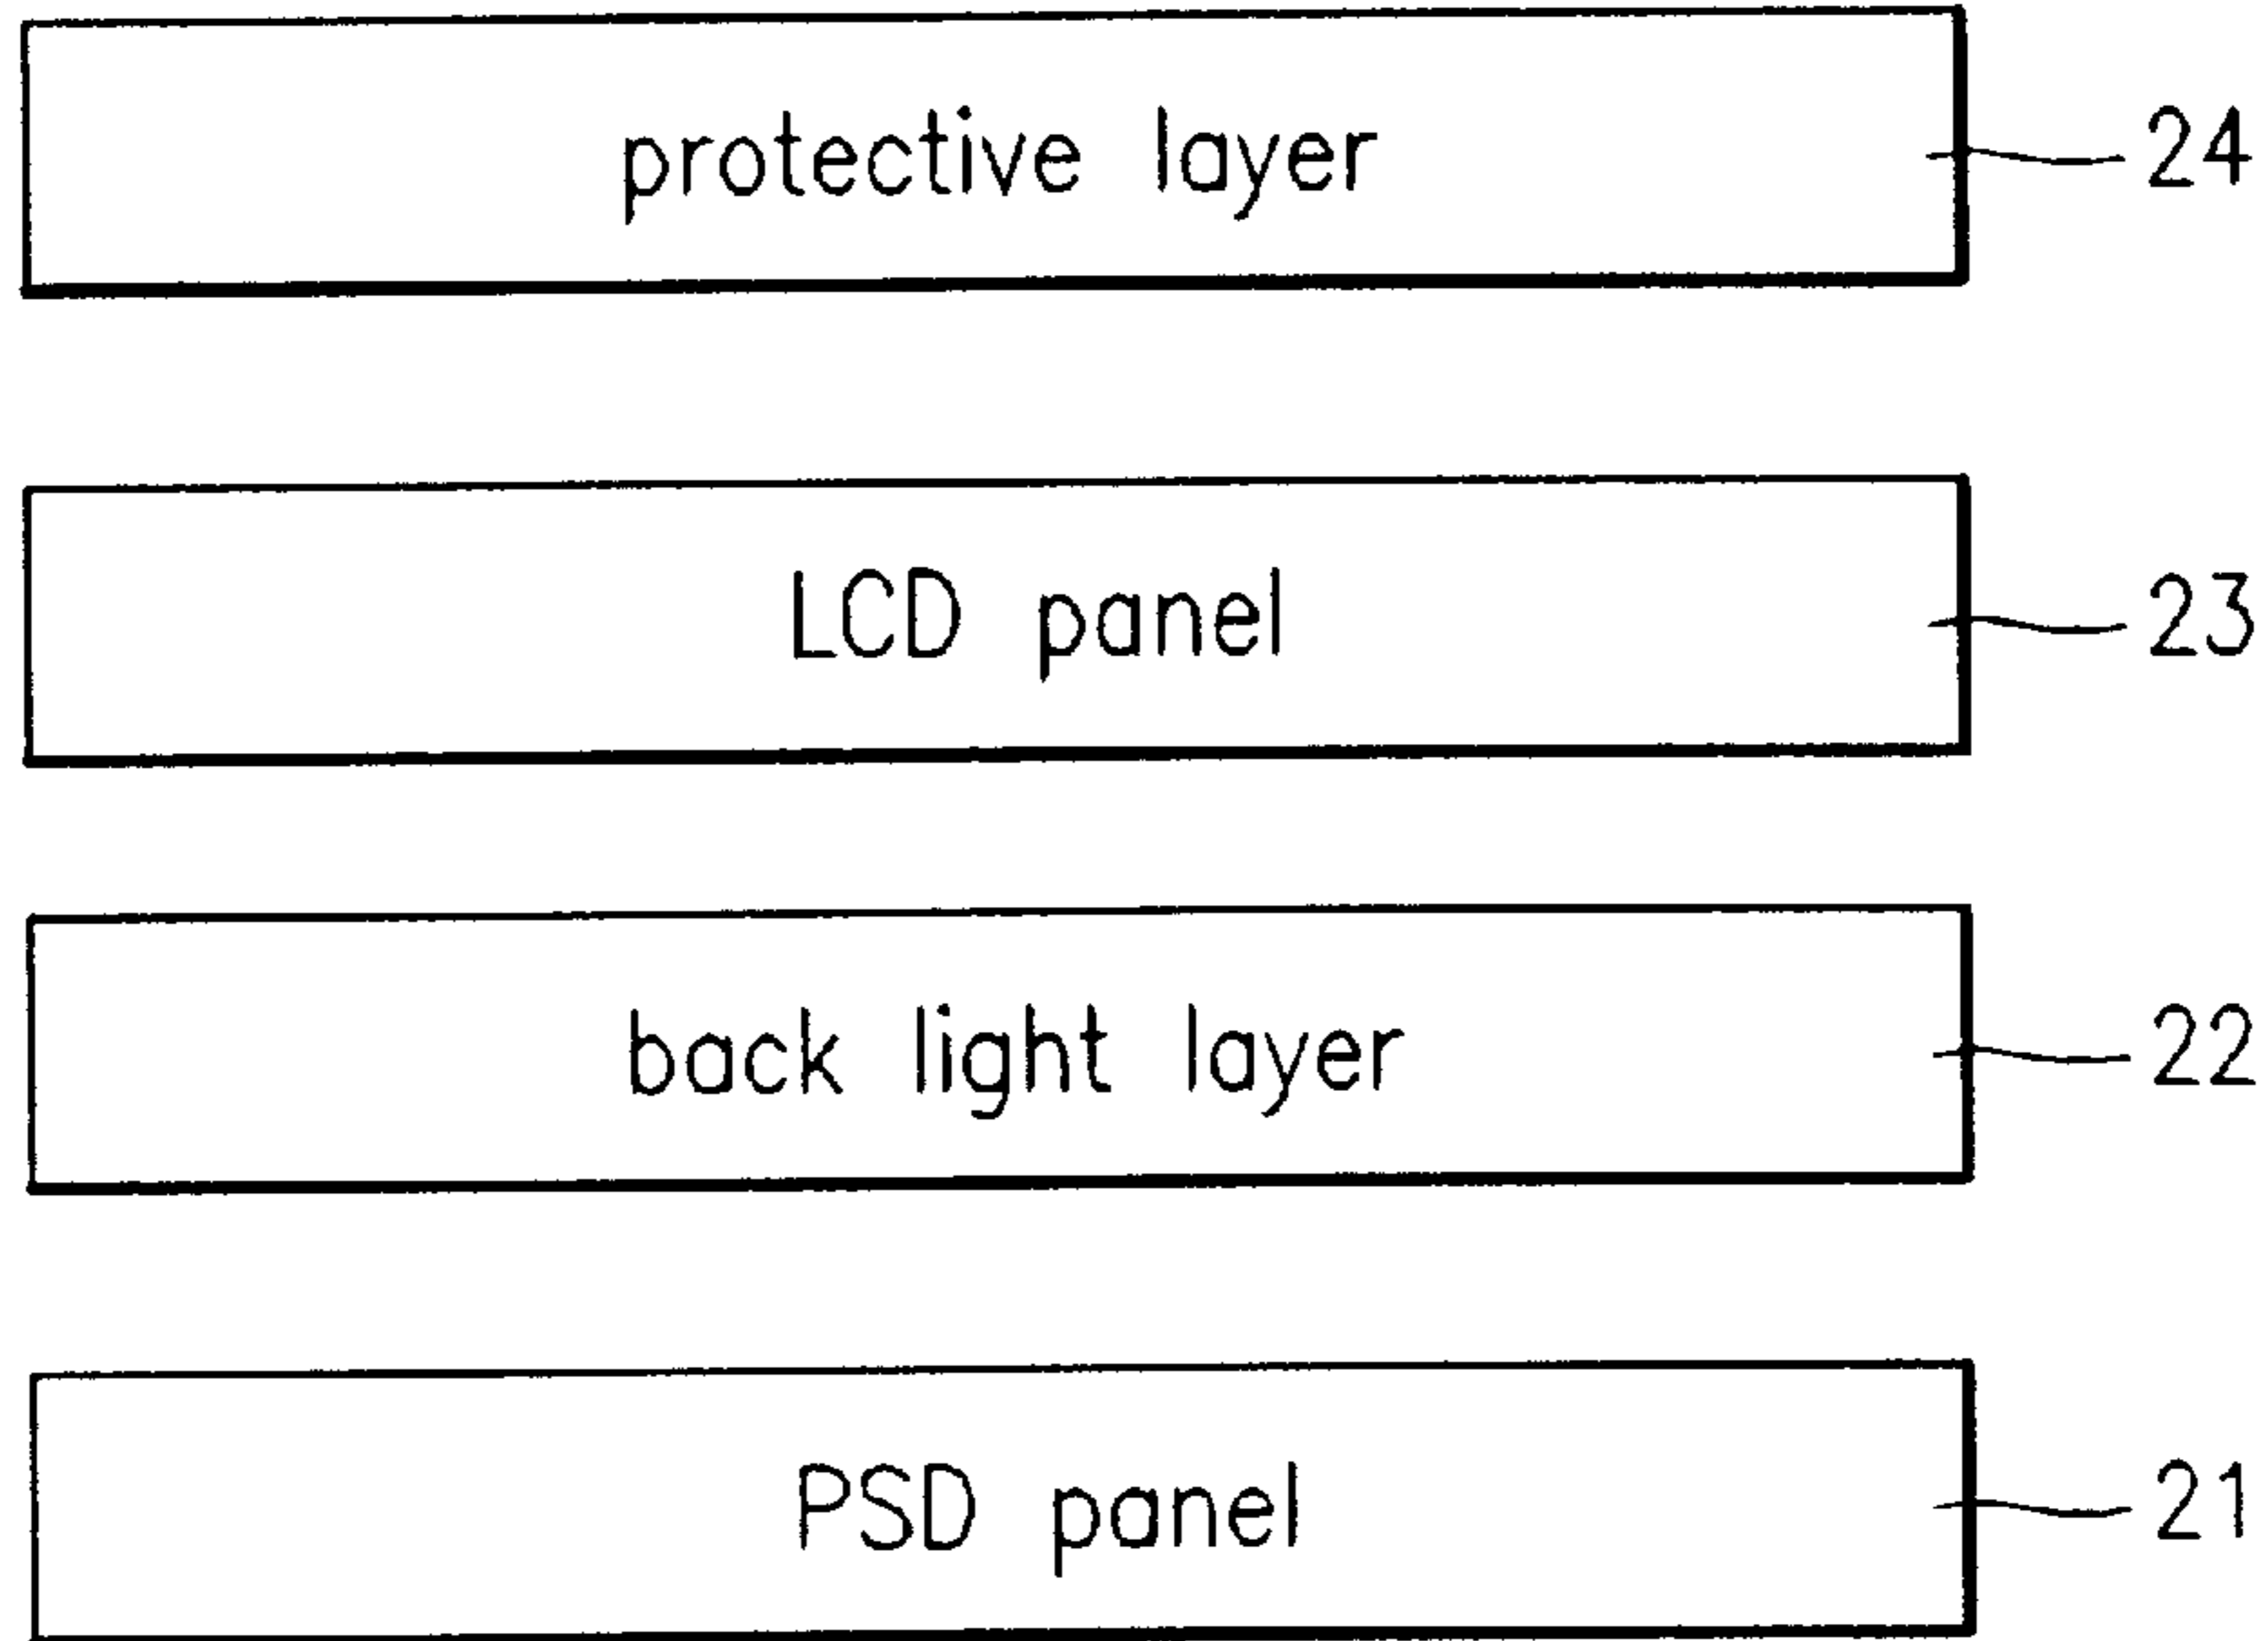 protective layer 24
LCD panel 23
back light layer 22
PSD panel 21